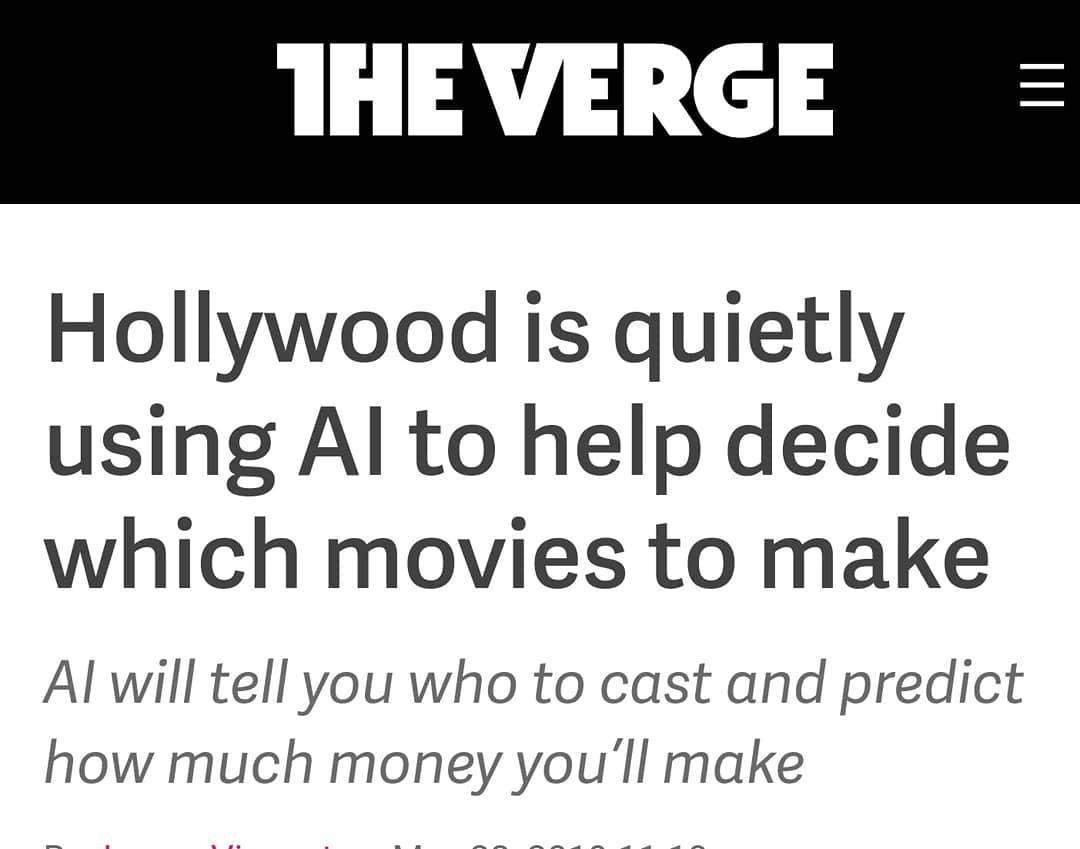 THE VERGE
Hollywood is quietly
using AI to help decide
which movies to make
AI will tell you who to cast and predict
how much money you’ll make